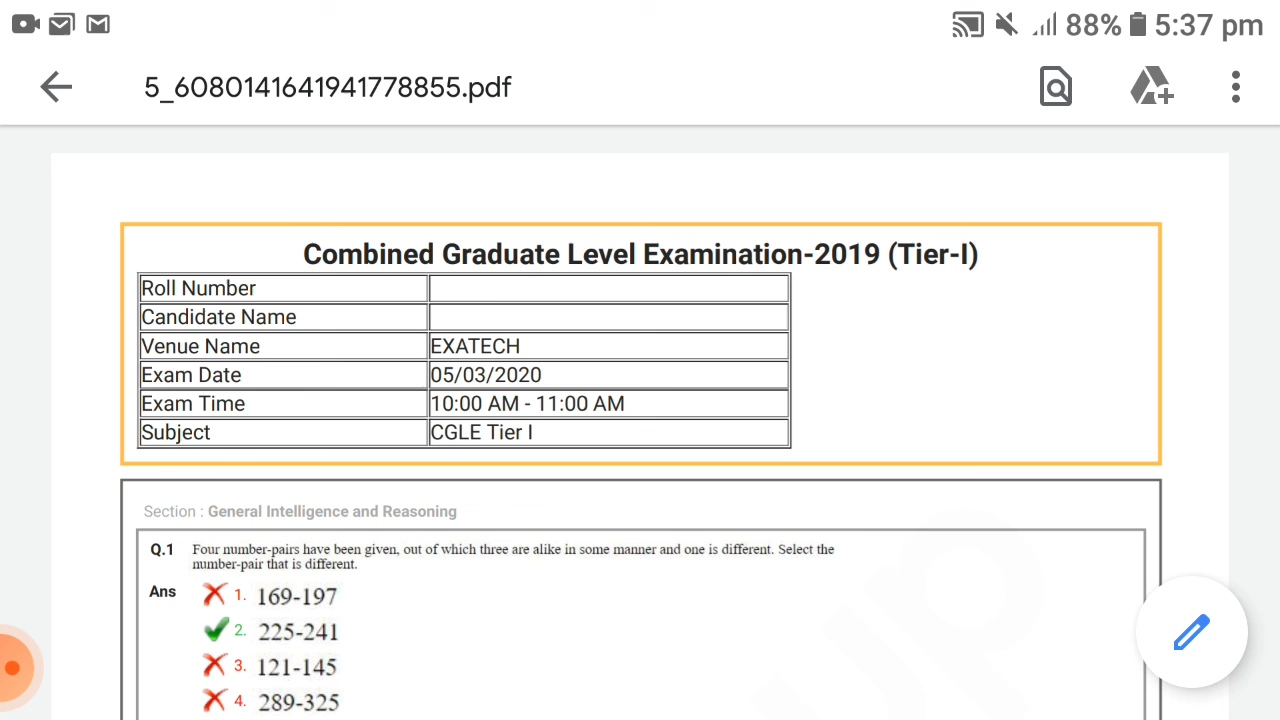 88% 5:37 pm
5_6080141641941778855.pdf
Combined Graduate Level Examination-2019 (Tier-I)
Roll Number
Candidate Name
Venue Name EXATECH
Exam Date 05/03/2020
Exam Time 10:00 AM - 11:00 AM
Subject CGLE Tier I
Section : General Intelligence and Reasoning
Q.1 Four number-pairs have been given, out of which three are alike in some manner and one is different. Select the
number-pair that is different.
Ans 1. 169-197
2. 225-241
3. 121-145
4. 289-325